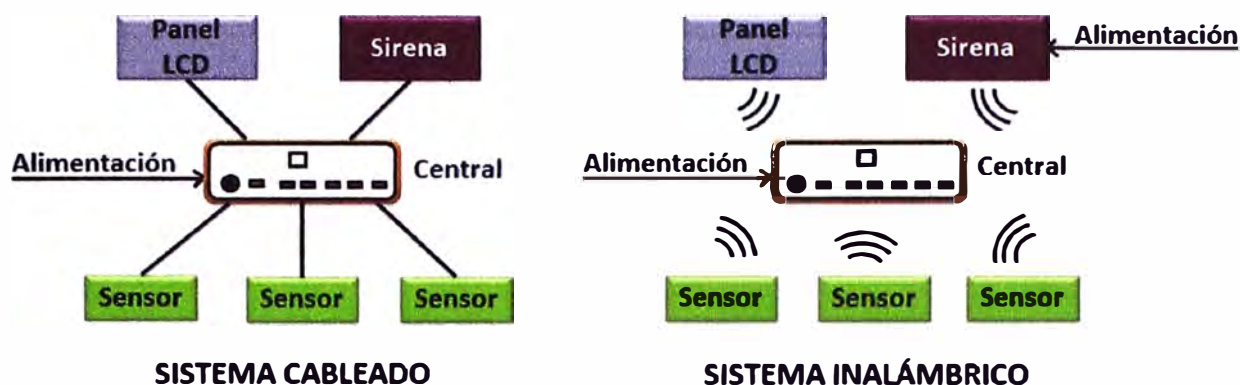 Panel
LCD
Sirena
Alimentación
Central
Sensor
Sensor
Sensor
SISTEMA CABLEADO
Panel
LCD
Sirena
Alimentación
Alimentación
Central
Sensor
Sensor
Sensor
SISTEMA INALÁMBRICO